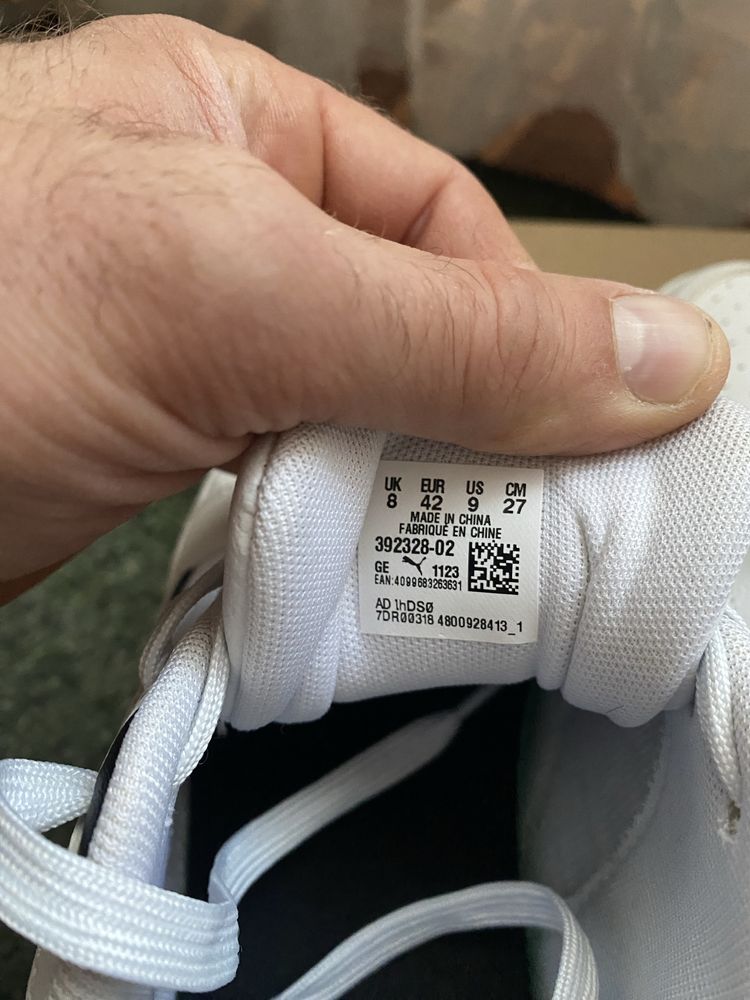 UK EUR US CM
8 42 9 27
MADE IN CHINA
FABRIQUÉ EN CHINE
392328-02
GE 1123
EAN:4099683263631
AD 1hDSØ
7DR00318 4800928413_1